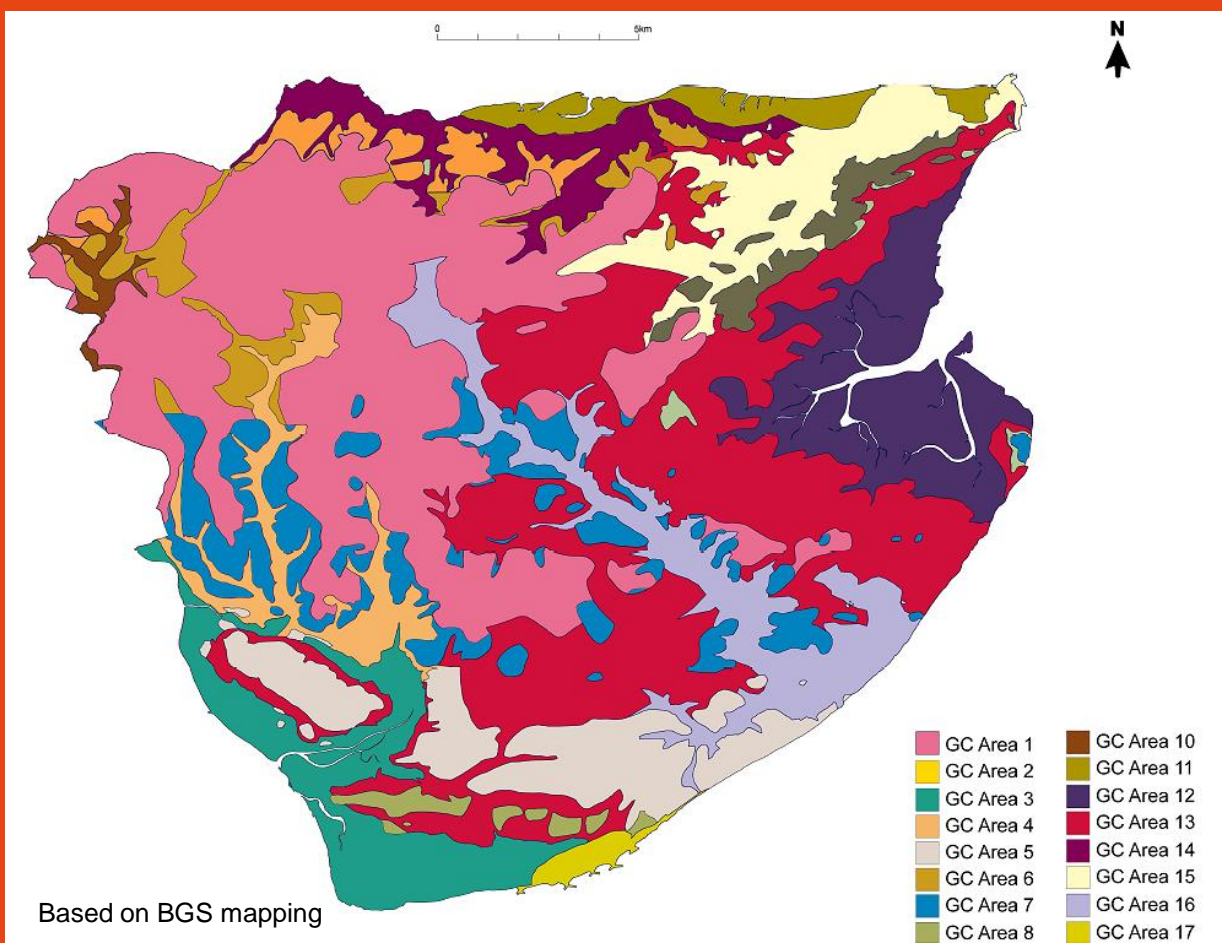 0 5km
N
GC Area 1
GC Area 2
GC Area 3
GC Area 4
GC Area 5
GC Area 6
GC Area 7
GC Area 8
GC Area 10
GC Area 11
GC Area 12
GC Area 13
GC Area 14
GC Area 15
GC Area 16
GC Area 17
Based on BGS mapping